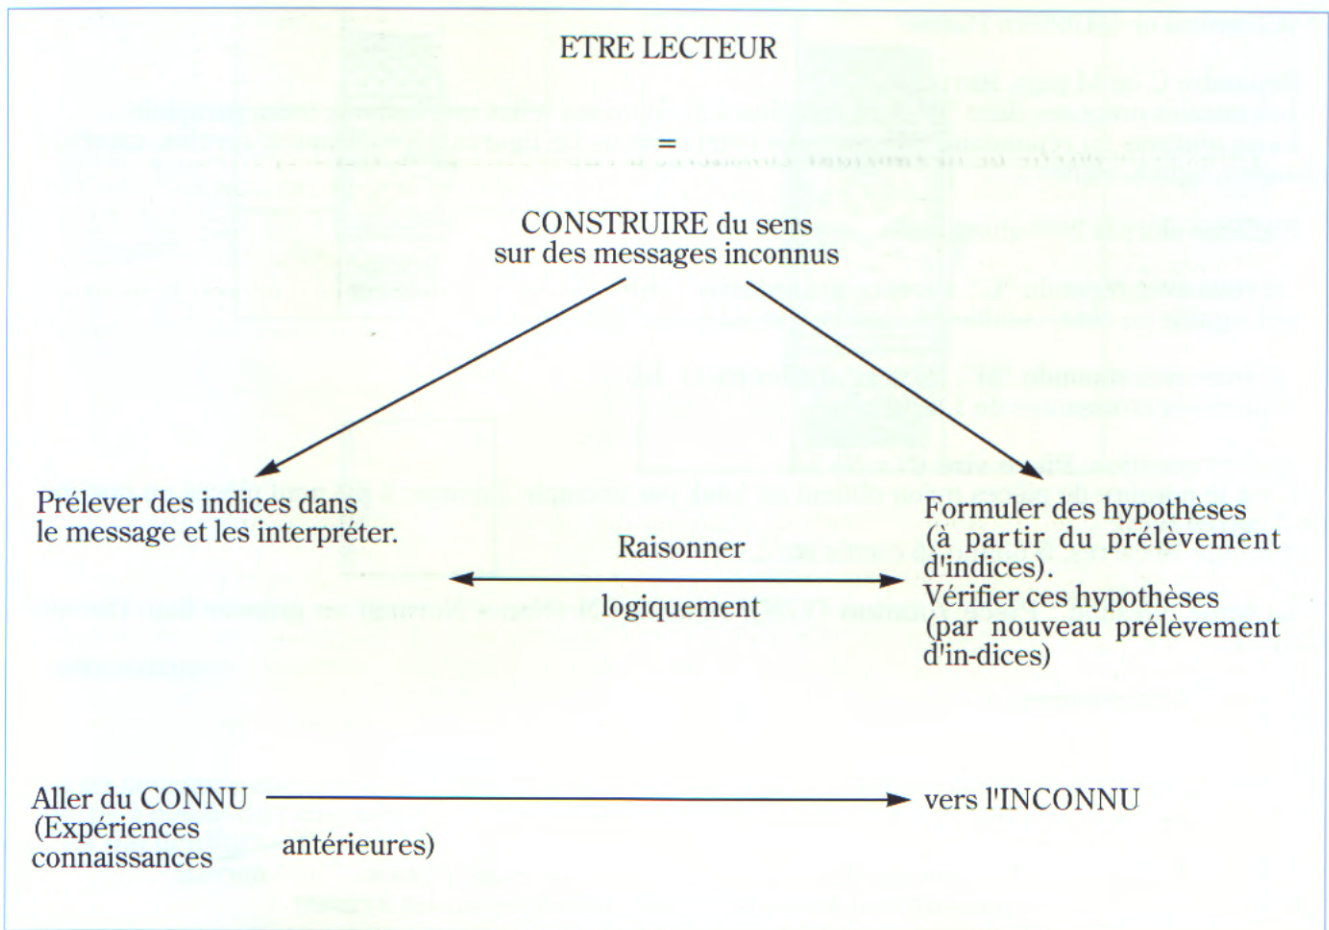 ETRE LECTEUR
=
CONSTRUIRE du sens
sur des messages inconnus
Prélever des indices dans
le message et les interpréter.
Raisonner
logiquement
Formuler des hypothèses
(à partir du prélèvement
d'indices).
Vérifier ces hypothèses
(par nouveau prélèvement
d'in-dices)
Aller du CONNU
vers l'INCONNU
(Expériences
connaissances
antérieures)